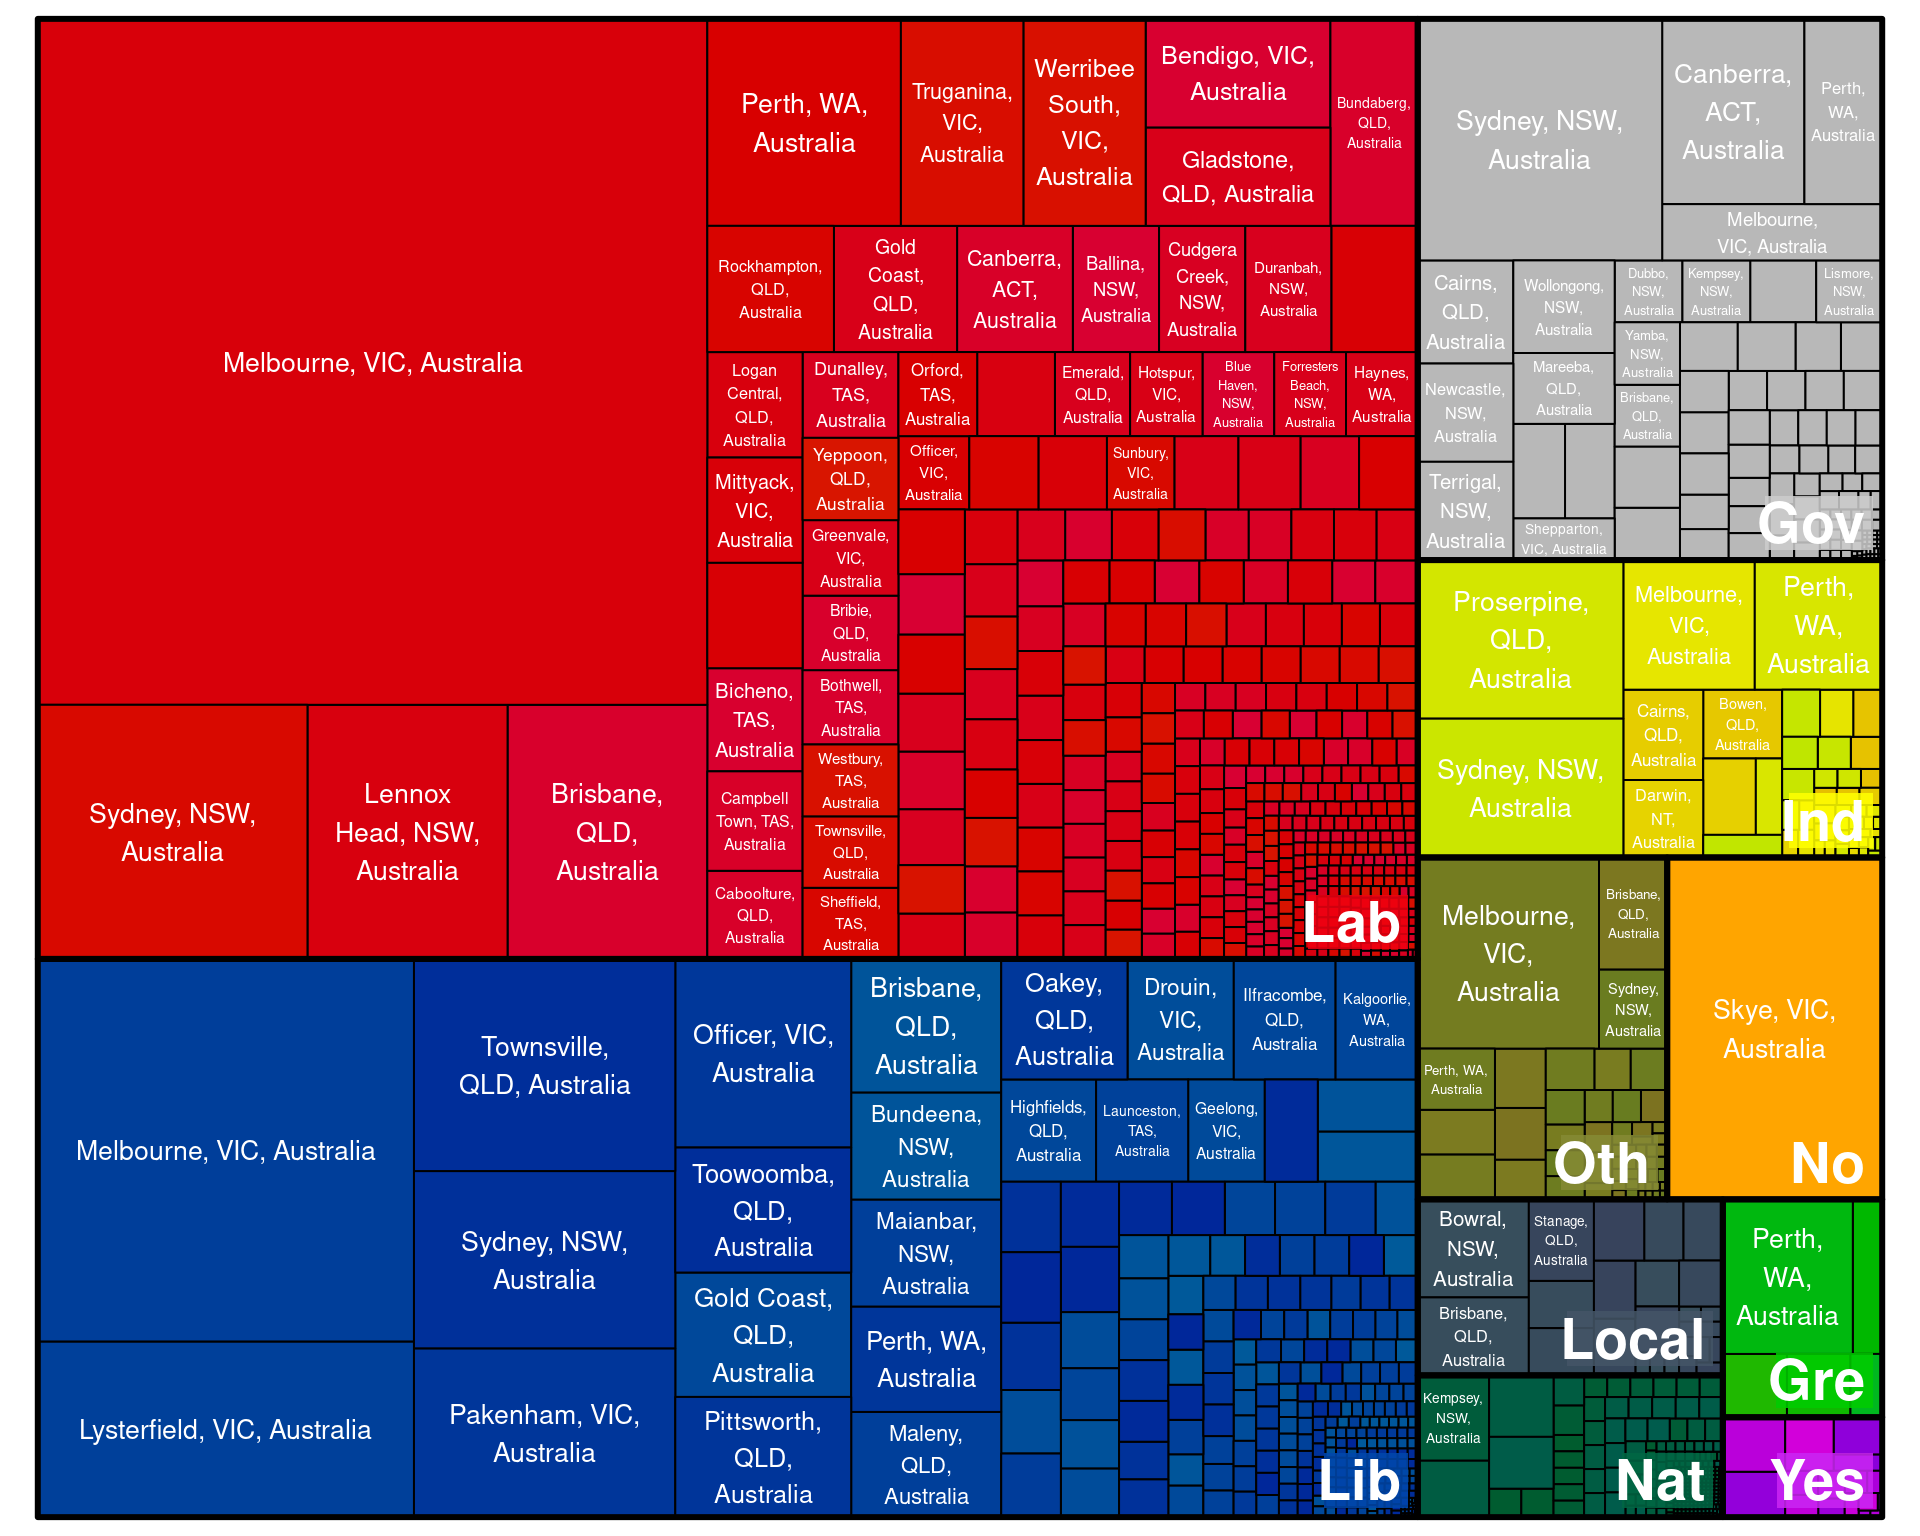 Melbourne, VIC, Australia
Sydney, NSW,
Australia
Lennox
Head, NSW,
Australia
Brisbane,
QLD,
Australia
Perth, WA,
Australia
Truganina,
VIC,
Australia
Werribee
South,
VIC,
Australia
Bendigo, VIC,
Australia
Gladstone,
QLD, Australia
Bundaberg,
QLD,
Australia
Rockhampton,
QLD,
Australia
Gold
Coast,
QLD,
Australia
Canberra,
ACT,
Australia
Ballina,
NSW,
Australia
Cudgera
Creek,
NSW,
Australia
Duranbah,
NSW,
Australia
Logan
Central,
QLD,
Australia
Mittyack,
VIC,
Australia
Bicheno,
TAS,
Australia
Campbell
Town, TAS,
Australia
Caboolture,
QLD,
Australia
Dunalley,
TAS,
Australia
Yeppoon,
QLD,
Australia
Greenvale,
VIC,
Australia
Bribie,
QLD,
Australia
Bothwell,
TAS,
Australia
Westbury,
TAS,
Australia
Townsville,
QLD,
Australia
Sheffield,
TAS,
Australia
Orford,
TAS,
Australia
Emerald,
QLD,
Australia
Hotspur,
VIC,
Australia
Blue
Haven,
NSW,
Australia
Forresters
Beach,
NSW,
Australia
Haynes,
WA,
Australia
Officer,
VIC,
Australia
Sunbury,
VIC,
Australia
Lab
Sydney, NSW,
Australia
Canberra,
ACT,
Australia
Perth,
WA,
Australia
Melbourne,
VIC, Australia
Cairns,
QLD,
Australia
Newcastle,
NSW,
Australia
Terrigal,
NSW,
Australia
Wollongong,
NSW,
Australia
Mareeba,
QLD,
Australia
Shepparton,
VIC, Australia
Dubbo,
NSW,
Australia
Kempsey,
NSW,
Australia
Lismore,
NSW,
Australia
Yamba,
NSW,
Australia
Brisbane,
QLD,
Australia
Gov
Proserpine,
QLD,
Australia
Sydney, NSW,
Australia
Melbourne,
VIC,
Australia
Perth,
WA,
Australia
Cairns,
QLD,
Australia
Bowen,
QLD,
Australia
Darwin,
NT,
Australia
Ind
Melbourne,
VIC,
Australia
Brisbane,
QLD,
Australia
Sydney,
NSW,
Australia
Perth, WA,
Australia
Oth
Skye, VIC,
Australia
No
Melbourne, VIC, Australia
Lysterfield, VIC, Australia
Townsville,
QLD, Australia
Sydney, NSW,
Australia
Pakenham, VIC,
Australia
Officer, VIC,
Australia
Toowoomba,
QLD,
Australia
Gold Coast,
QLD,
Australia
Pittsworth,
QLD,
Australia
Brisbane,
QLD,
Australia
Bundeena,
NSW,
Australia
Maianbar,
NSW,
Australia
Perth, WA,
Australia
Maleny,
QLD,
Australia
Oakey,
QLD,
Australia
Drouin,
VIC,
Australia
Ilfracombe,
QLD,
Australia
Kalgoorlie,
WA,
Australia
Highfields,
QLD,
Australia
Launceston,
TAS,
Australia
Geelong,
VIC,
Australia
Lib
Bowral,
NSW,
Australia
Stanage,
QLD,
Australia
Brisbane,
QLD,
Australia
Local
Perth,
WA,
Australia
Gre
Kempsey,
NSW,
Australia
Nat
Yes